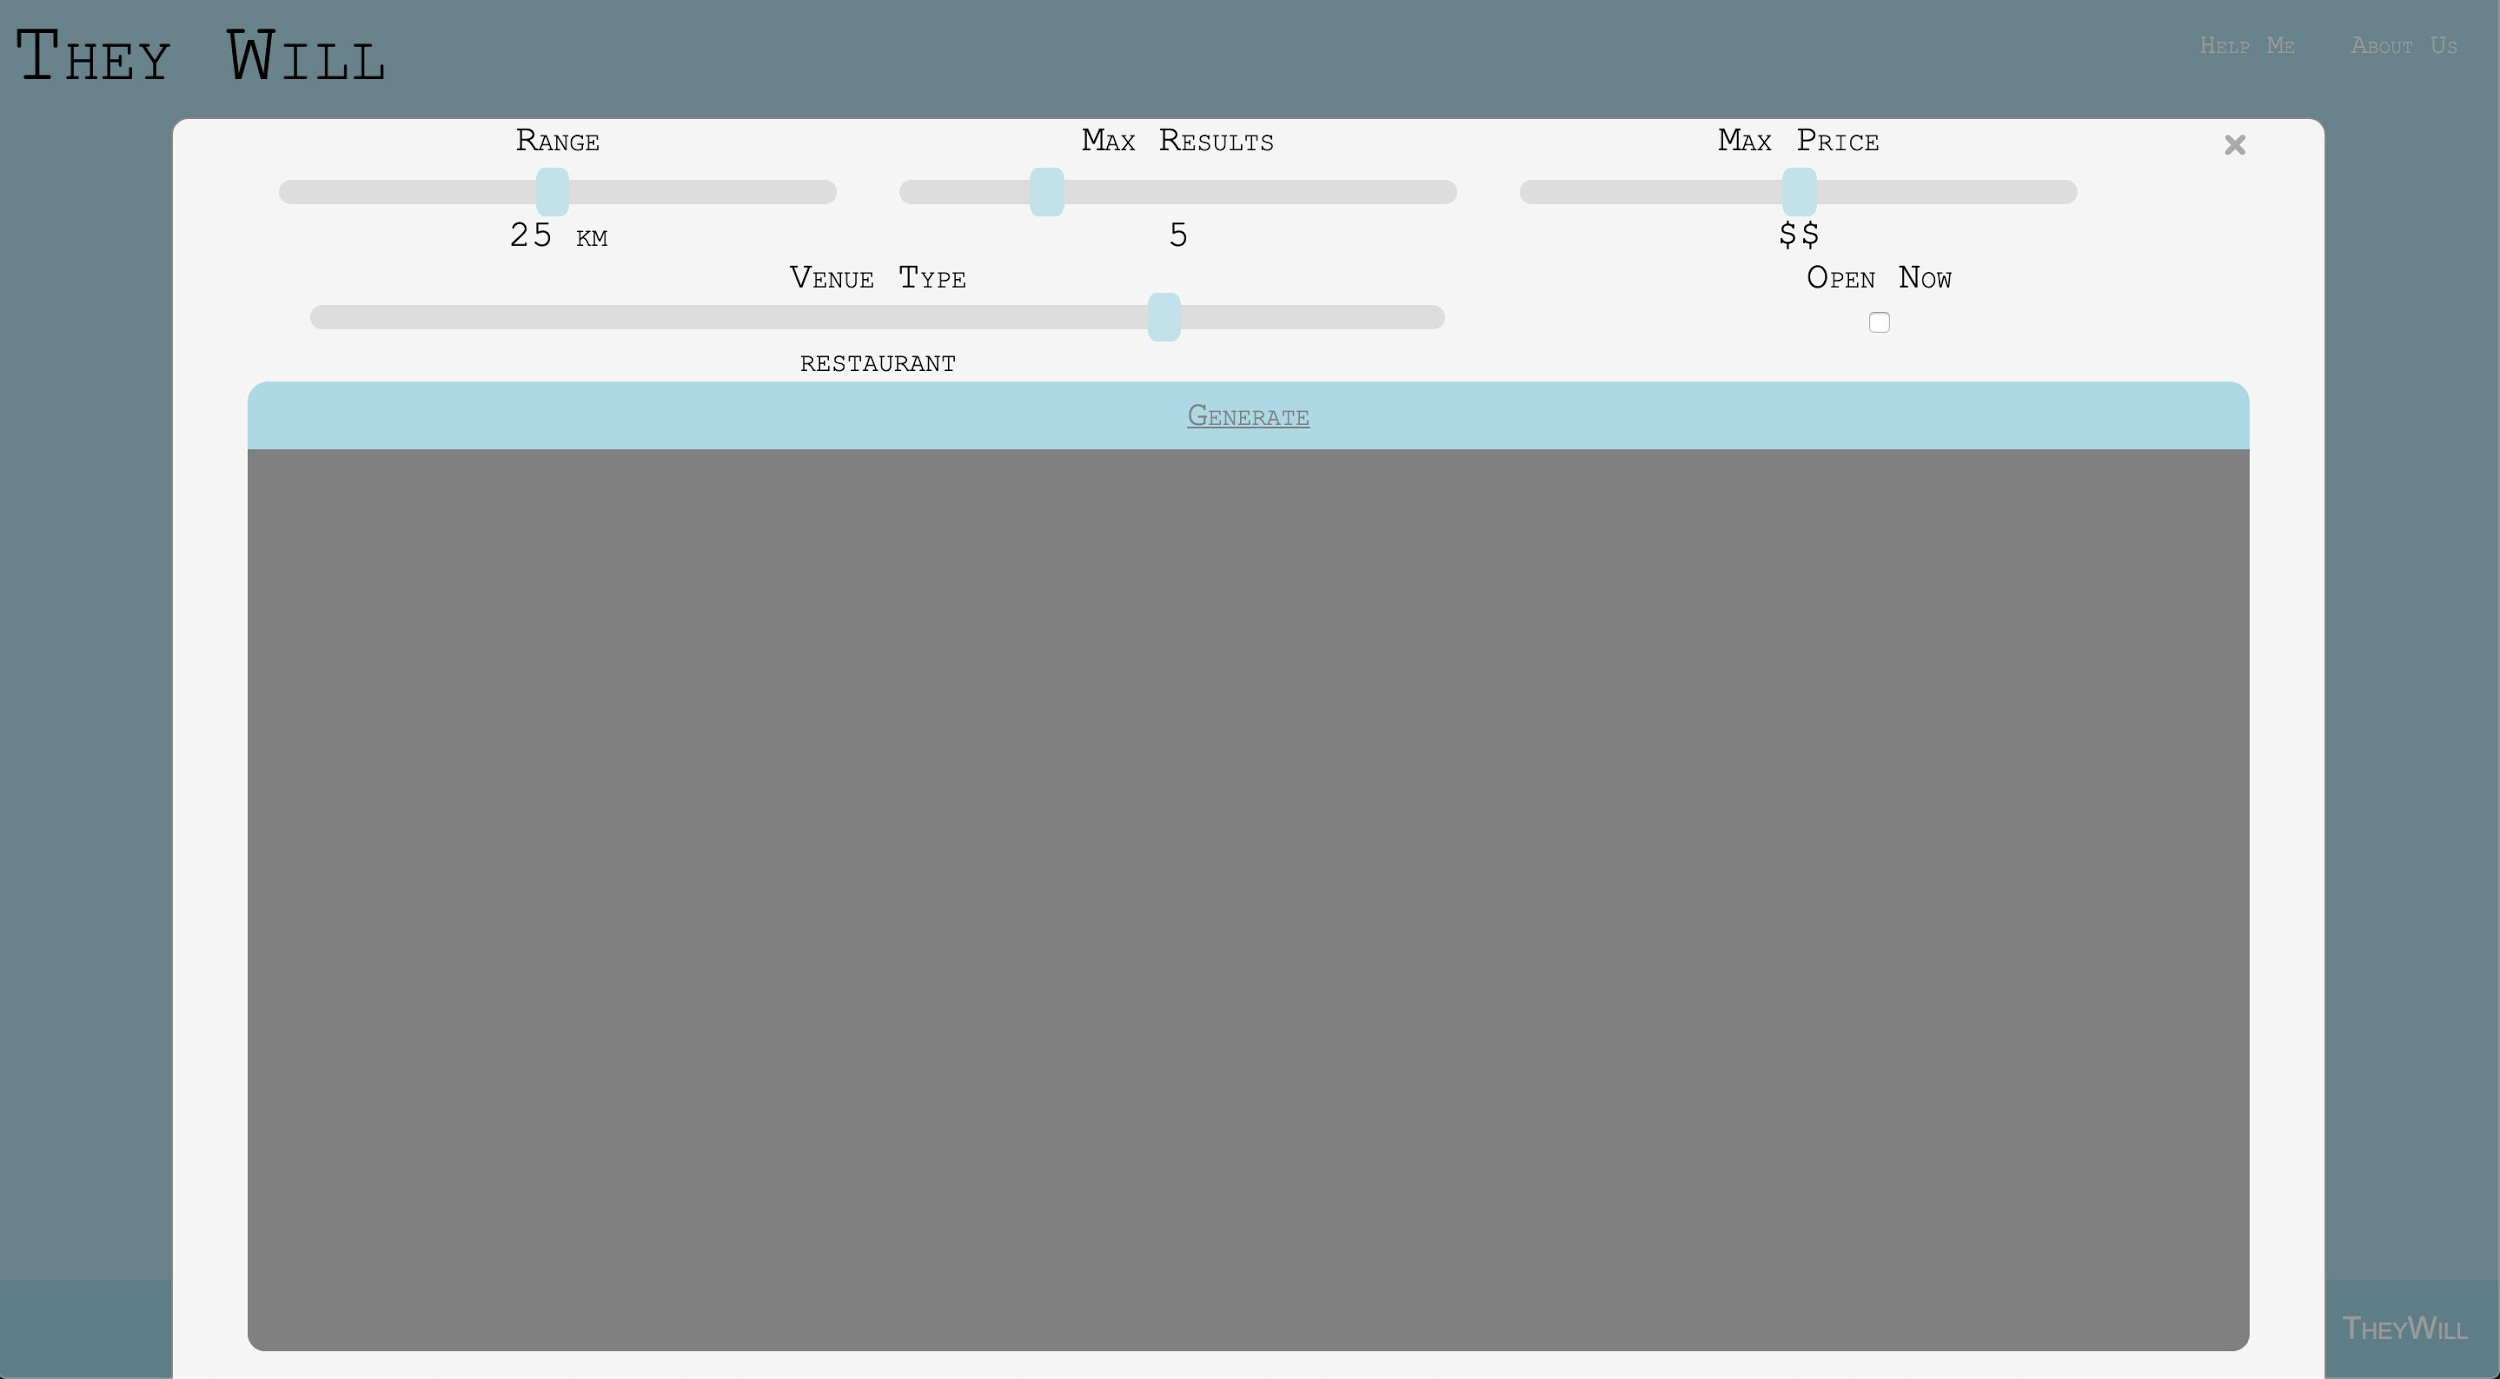 They Will
Help Me
About Us
Range
Max Results
Max Price
25 km
5
$$
Venue Type
Open Now
restaurant
Generate
TheyWill